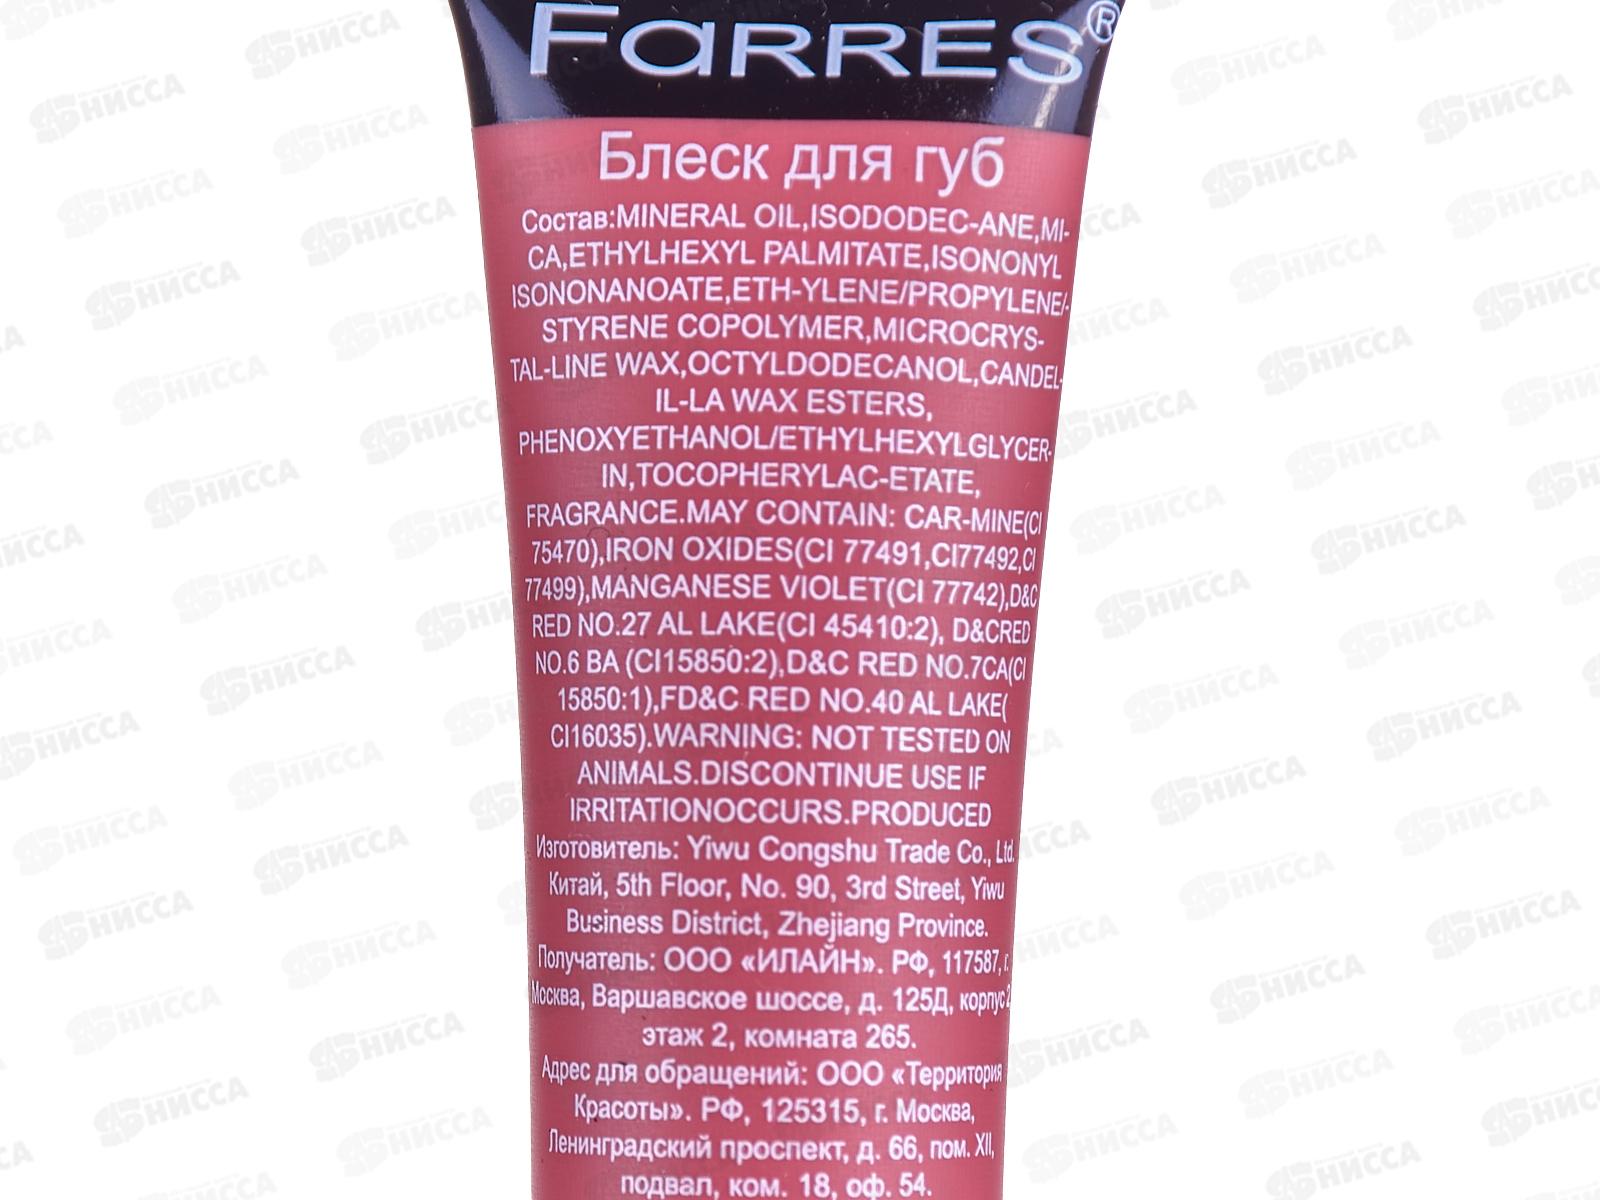 FARRES®
Блеск для губ
Состав:MINERAL OIL,ISODODEC-ANE,MI-
CA,ETHYLHEXYL PALMITATE,ISONONYL
ISONONANOATE,ETH-YLENE/PROPYLENE/-
STYRENE COPOLYMER,MICROCRYS-
TAL-LINE WAX,OCTYLDODECANOL,CANDEL-
IL-LA WAX ESTERS,
PHENOXYETHANOL/ETHYLHEXYLGLYCER-
IN,TOCOPHERYLAC-ETATE,
FRAGRANCE.MAY CONTAIN: CAR-MINE(CI
75470),IRON OXIDES(CI 77491,CI77492,CI
77499),MANGANESE VIOLET(CI 77742),D&C
RED NO.27 AL LAKE(CI 45410:2), D&CRED
NO.6 BA (CI15850:2),D&C RED NO.7CA(CI
15850:1),FD&C RED NO.40 AL LAKE(
CI16035).WARNING: NOT TESTED ON
ANIMALS.DISCONTINUE USE IF
IRRITATIONOCCURS.PRODUCED
Изготовитель: Yiwu Congshu Trade Co., Ltd.
Китай, 5th Floor, No. 90, 3rd Street, Yiwu
Business District, Zhejiang Province.
Получатель: ООО «ИЛАЙН». РФ, 117587, г.
Москва, Варшавское шоссе, д. 125Д, корпус 2,
этаж 2, комната 265.
Адрес для обращений: ООО «Территория
Красоты». РФ, 125315, г. Москва,
Ленинградский проспект, д. 66, пом. XII,
подвал, ком. 18, оф. 54.
НИССА